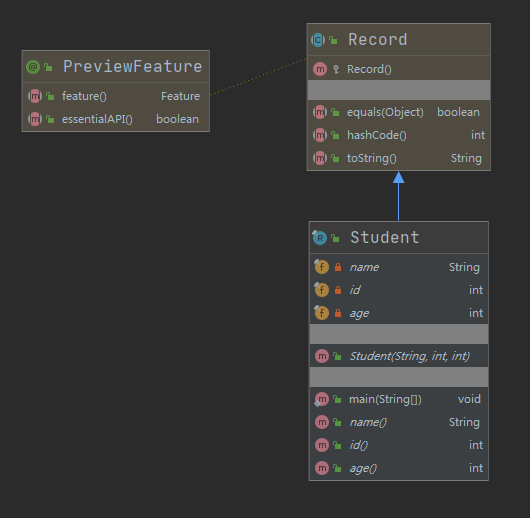 PreviewFeature
feature() Feature
essentialAPI() boolean
Record
Record()
equals(Object) boolean
hashCode() int
toString() String
Student
name String
id int
age int
Student(String, int, int)
main(String[]) void
name() String
id() int
age() int